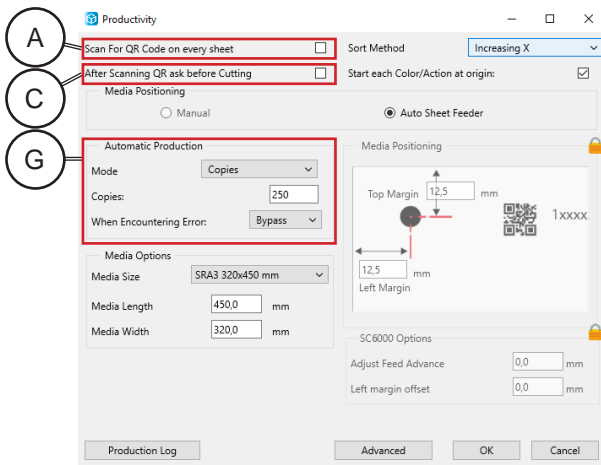 Productivity
A
Scan For QR Code on every sheet
Sort Method
Increasing X
C
After Scanning QR ask before Cutting
Start each Color/Action at origin:
Media Positioning
Manual
Auto Sheet Feeder
G
Automatic Production
Mode
Copies
Copies:
250
When Encountering Error:
Bypass
Media Positioning
Top Margin
12,5
mm
1xxxx
12,5
mm
Left Margin
Media Options
Media Size
SRA3 320x450 mm
Media Length
450,0
mm
Media Width
320,0
mm
SC6000 Options
Adjust Feed Advance
0,0
mm
Left margin offset
0,0
mm
Production Log
Advanced
OK
Cancel